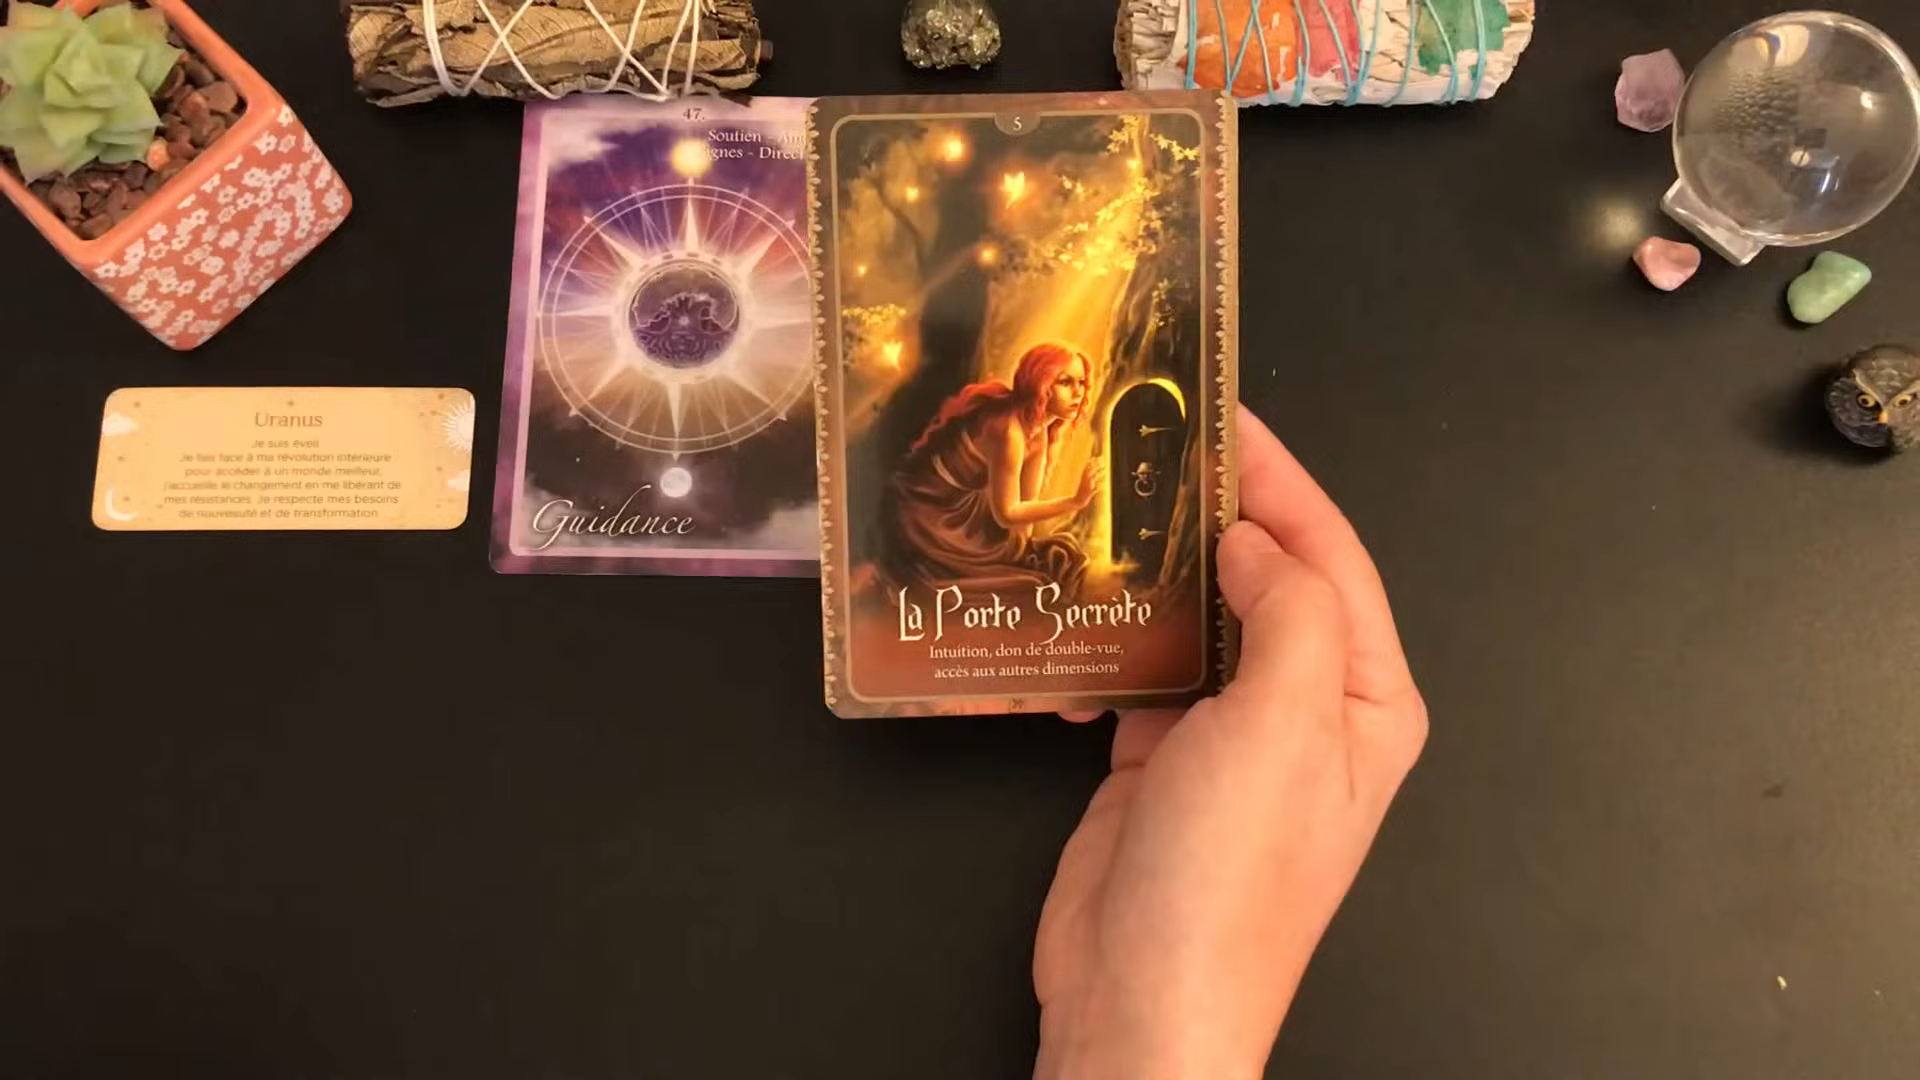 Uranus
Je suis éveil.
Je fais face à ma révolution intérieure
pour accéder à un monde meilleur,
j'accueille le changement en me libérant de
mes résistances. Je respecte mes besoins
de nouveauté et de transformation.
47.
Soutien -
Guidance
5
La Porte Secrète
Intuition, don de double-vue,
accès aux autres dimensions